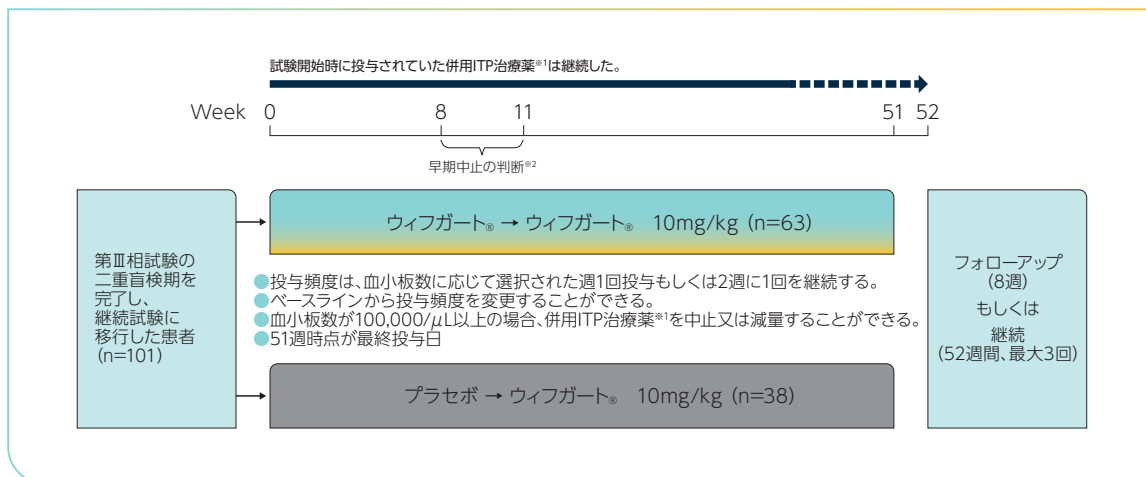 試験開始時に投与されていた併用ITP治療薬※1は継続した。
Week 0 8 11 51 52
早期中止の判断※2
第Ⅲ相試験の
二重盲検期を
完了し、
継続試験に
移行した患者
(n=101)
ウィフガート® → ウィフガート® 10mg/kg (n=63)
●投与頻度は、血小板数に応じて選択された週1回投与もしくは2週に1回を継続する。
●ベースラインから投与頻度を変更することができる。
●血小板数が100,000/μL以上の場合、併用ITP治療薬※1を中止又は減量することができる。
●51週時点が最終投与日
プラセボ → ウィフガート® 10mg/kg (n=38)
フォローアップ
(8週)
もしくは
継続
(52週間、最大3回)